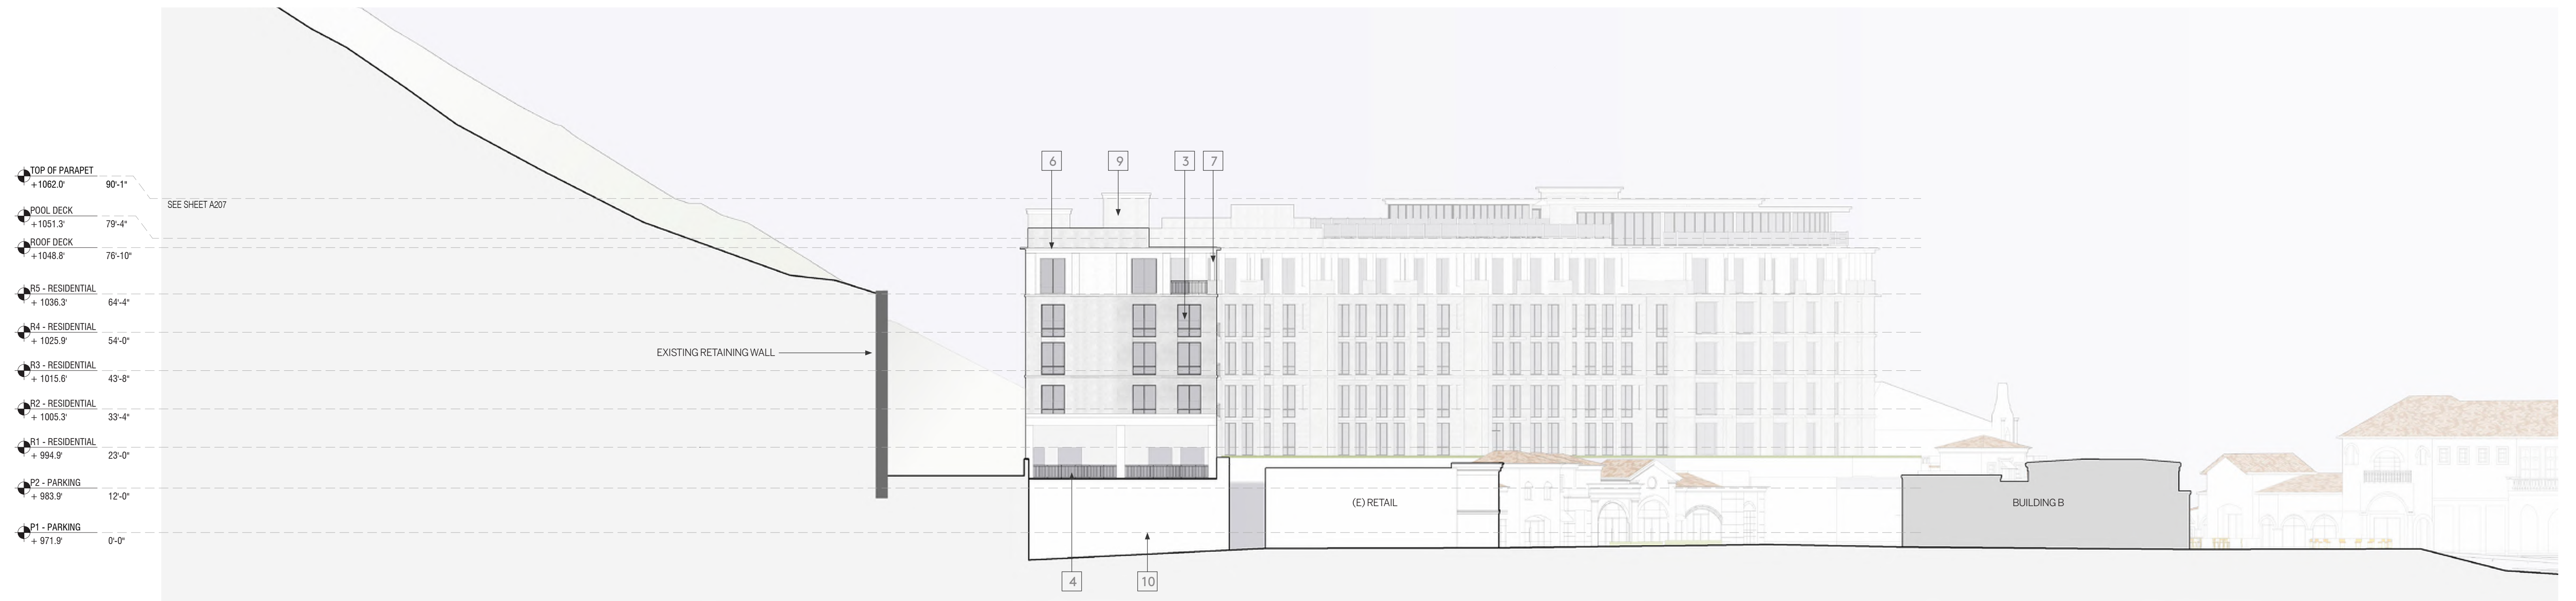 6
9
3
7
TOP OF PARAPET
+1062.0' 90'-1"
SEE SHEET A207
POOL DECK
+1051.3' 79'-4"
ROOF DECK
+1048.8' 76'-10"
R5 - RESIDENTIAL
+ 1036.3' 64'-4"
R4 - RESIDENTIAL
+ 1025.9' 54'-0"
EXISTING RETAINING WALL
R3 - RESIDENTIAL
+ 1015.6' 43'-8"
R2 - RESIDENTIAL
+ 1005.3' 33'-4"
R1 - RESIDENTIAL
+ 994.9' 23'-0"
P2 - PARKING
+ 983.9' 12'-0"
(E) RETAIL
BUILDING B
P1 - PARKING
+ 971.9' 0'-0"
4
10